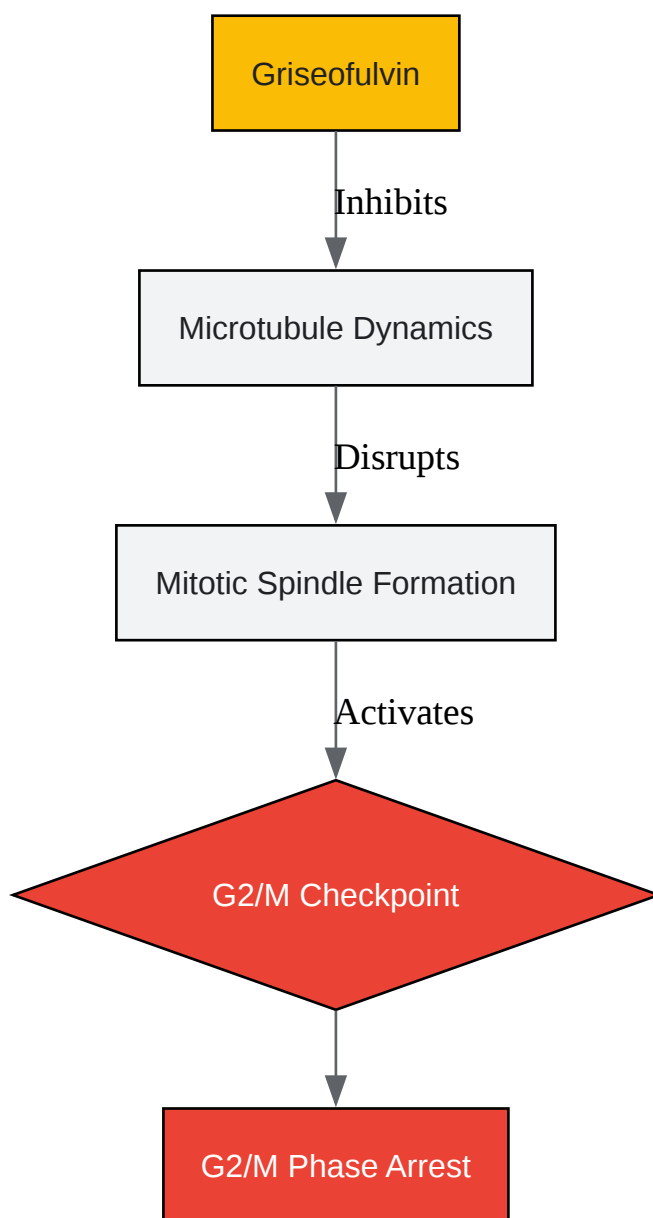 Griseofulvin
Inhibits
Microtubule Dynamics
Disrupts
Mitotic Spindle Formation
Activates
G2/M Checkpoint
G2/M Phase Arrest